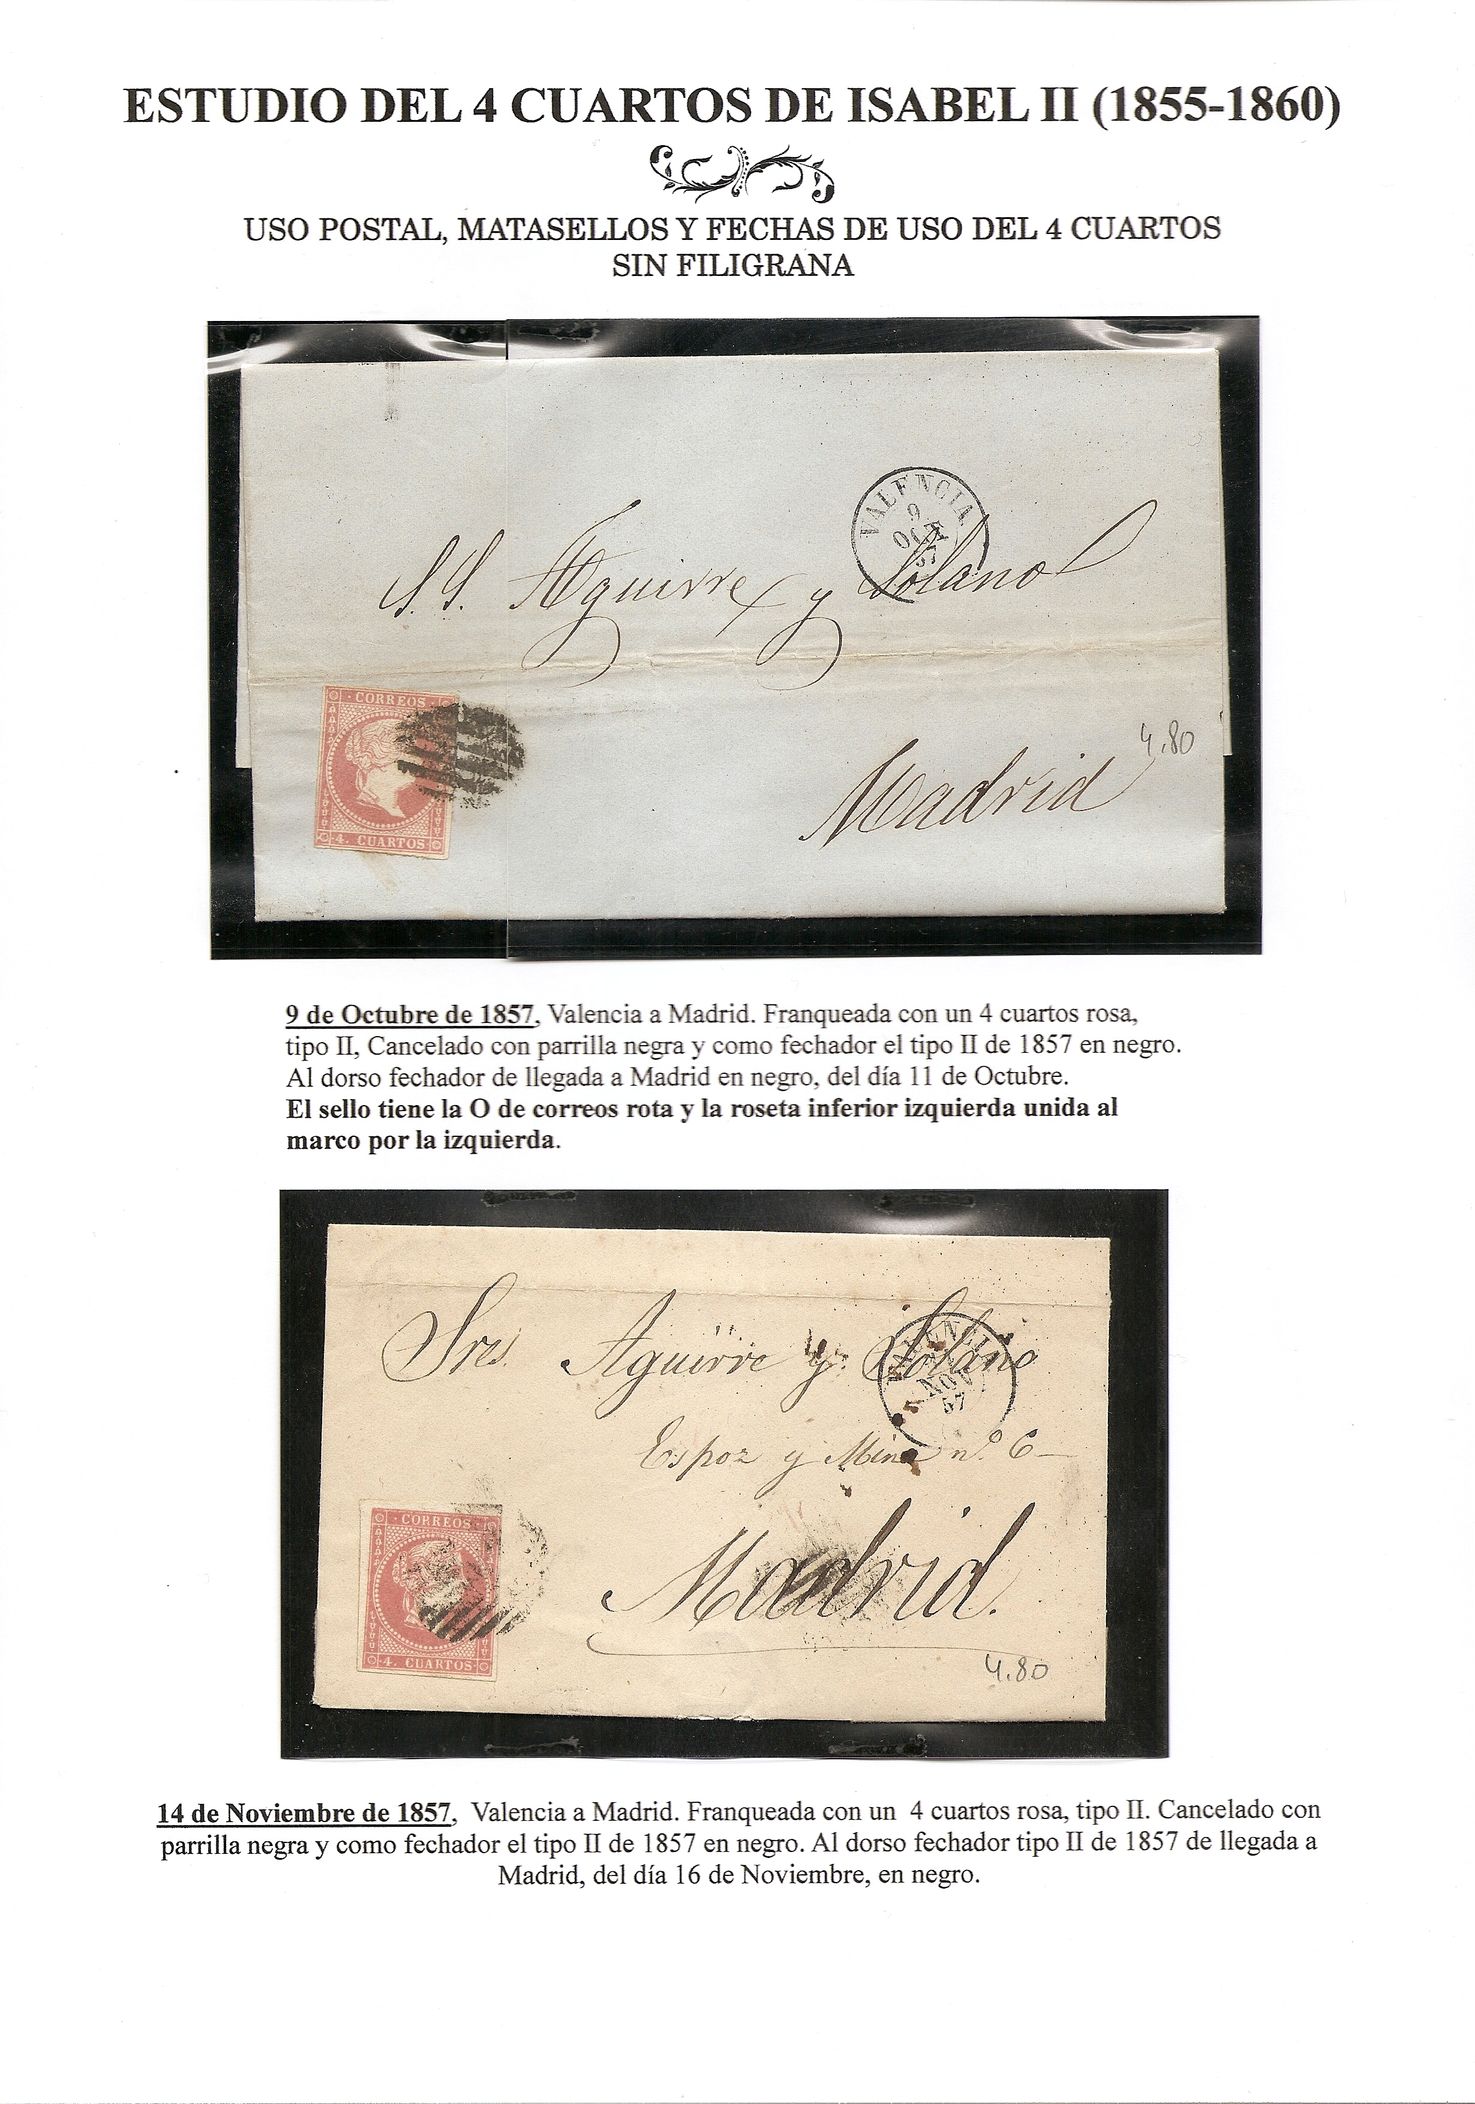 ESTUDIO DEL 4 CUARTOS DE ISABEL II (1855-1860)
USO POSTAL, MATASELLOS Y FECHAS DE USO DEL 4 CUARTOS
SIN FILIGRANA
VALENCIA
9
OCT
57
S.S. Aguirre y Solano
CORREOS
4. CUARTOS
4.80
Madrid
9 de Octubre de 1857, Valencia a Madrid. Franqueada con un 4 cuartos rosa,
tipo II, Cancelado con parrilla negra y como fechador el tipo II de 1857 en negro.
Al dorso fechador de llegada a Madrid en negro, del día 11 de Octubre.
El sello tiene la O de correos rota y la roseta inferior izquierda unida al
marco por la izquierda.
Sres. Aguirre y Solano
VALENCIA
NOV
57
Espoz y Mina nº 6
CORREOS
4. CUARTOS
Madrid.
4.80
14 de Noviembre de 1857, Valencia a Madrid. Franqueada con un 4 cuartos rosa, tipo II. Cancelado con
parrilla negra y como fechador el tipo II de 1857 en negro. Al dorso fechador tipo II de 1857 de llegada a
Madrid, del día 16 de Noviembre, en negro.